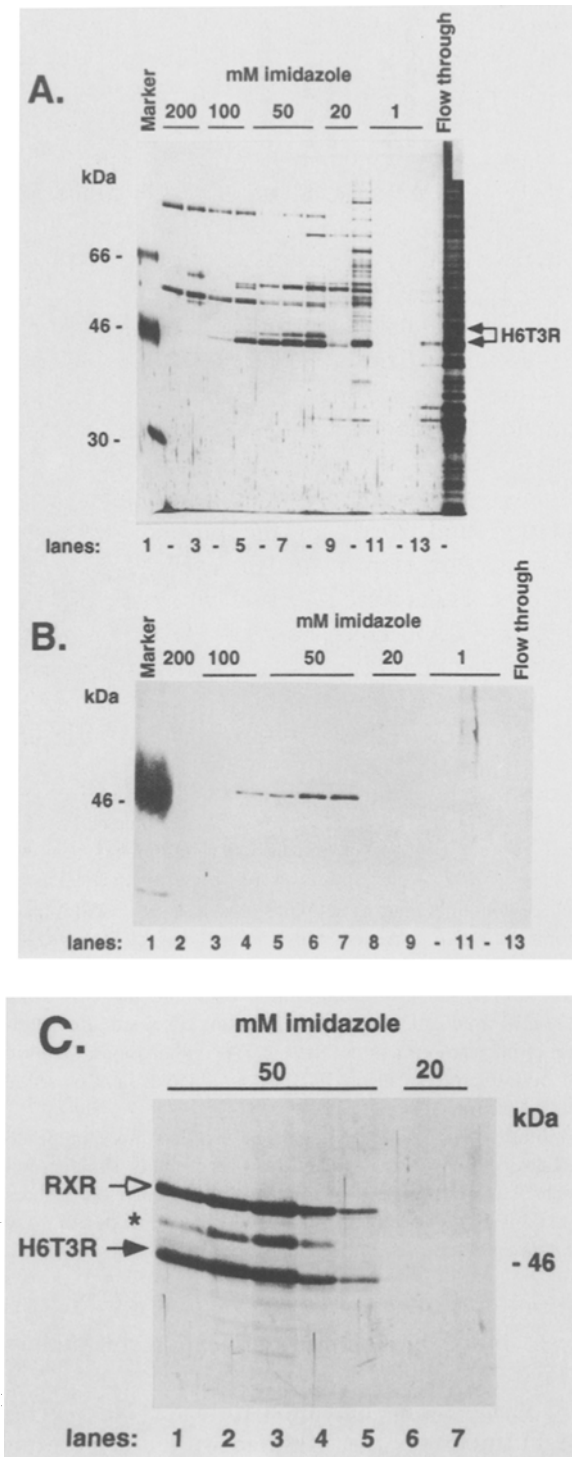 A.
Marker
mM imidazole
Flow through
200 100 50 20 1
kDa
66 -
46 -
H6T3R
30 -
lanes: 1 - 3 - 5 - 7 - 9 - 11 - 13 -
B.
Marker
mM imidazole
Flow through
200 100 50 20 1
kDa
46 -
lanes: 1 2 3 4 5 6 7 8 9 - 11 - 13
C.
mM imidazole
50 20
kDa
RXR
*
H6T3R
- 46
lanes: 1 2 3 4 5 6 7